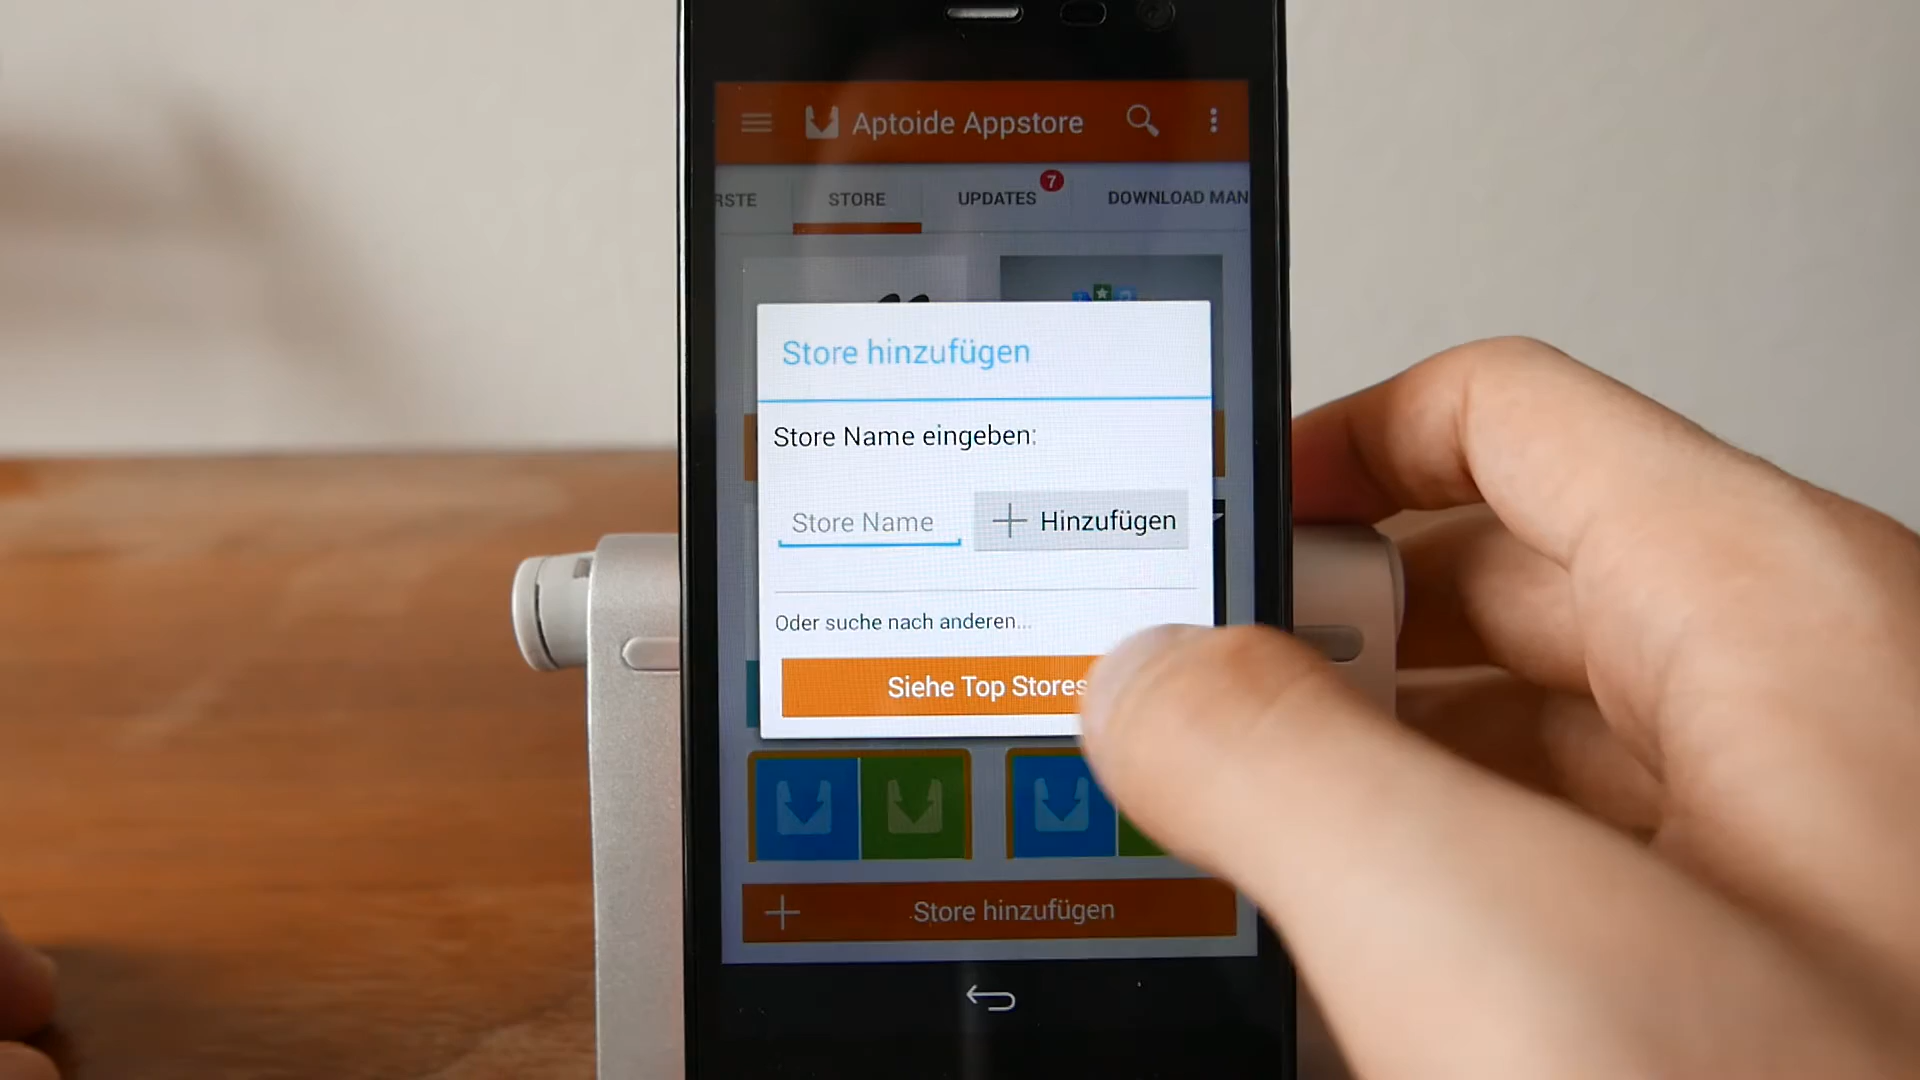 Aptoide Appstore
RSTE STORE UPDATES 7 DOWNLOAD MAN
Store hinzufügen
Store Name eingeben:
Store Name + Hinzufügen
Oder suche nach anderen...
Siehe Top Stores
+ Store hinzufügen